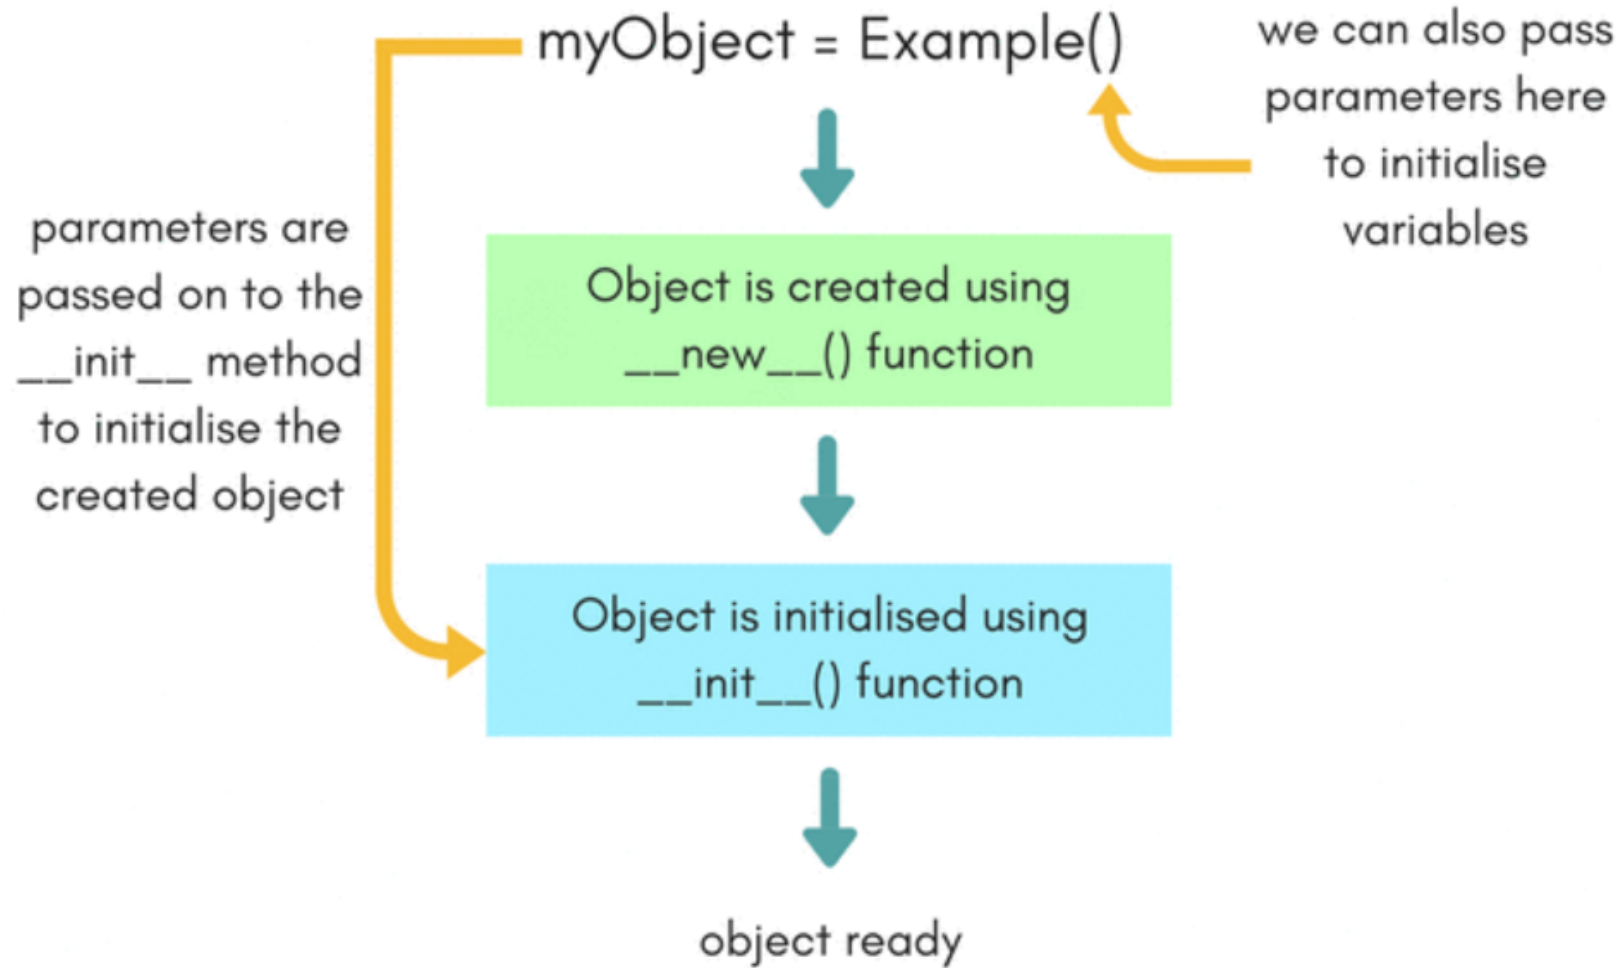 myObject = Example()
we can also pass
parameters here
to initialise
variables
parameters are
passed on to the
__init__ method
to initialise the
created object
Object is created using
__new__() function
Object is initialised using
__init__() function
object ready